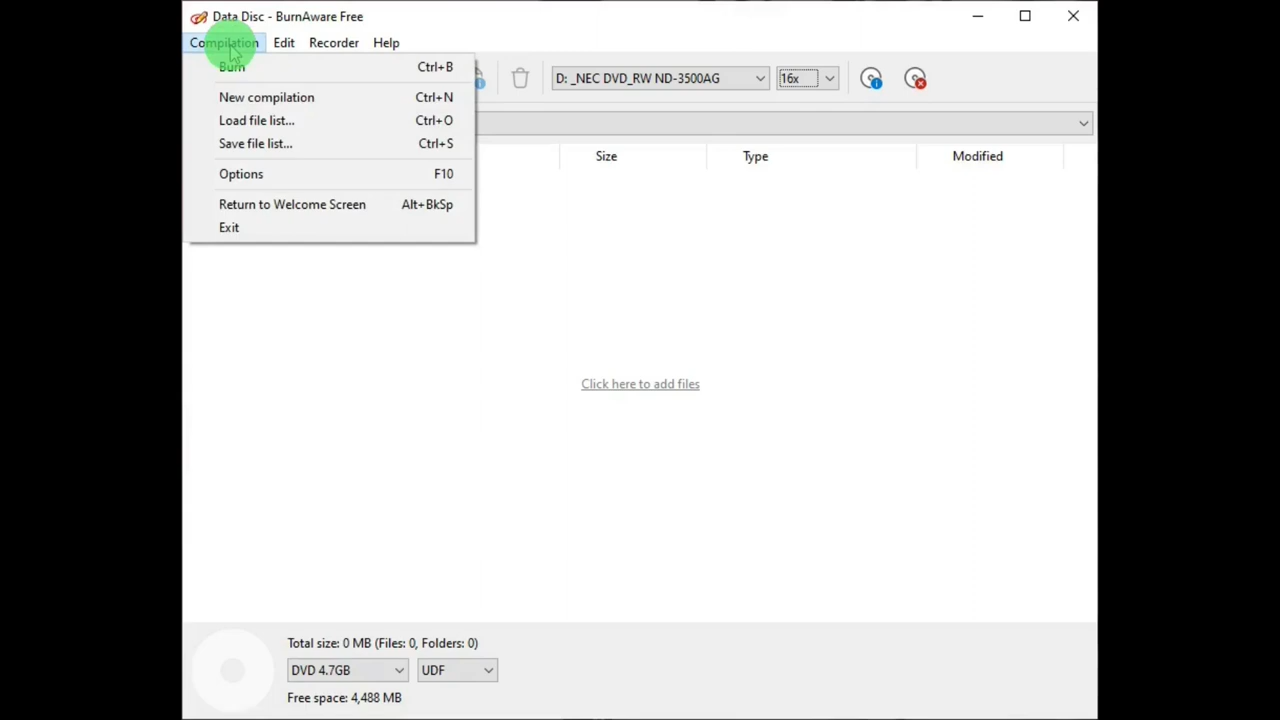 Data Disc - BurnAware Free
Compilation Edit Recorder Help
Burn Ctrl+B
D: _NEC DVD_RW ND-3500AG 16x
New compilation Ctrl+N
Load file list... Ctrl+O
Save file list... Ctrl+S
Size Type Modified
Options F10
Return to Welcome Screen Alt+BkSp
Exit
Click here to add files
Total size: 0 MB (Files: 0, Folders: 0)
DVD 4.7GB UDF
Free space: 4,488 MB